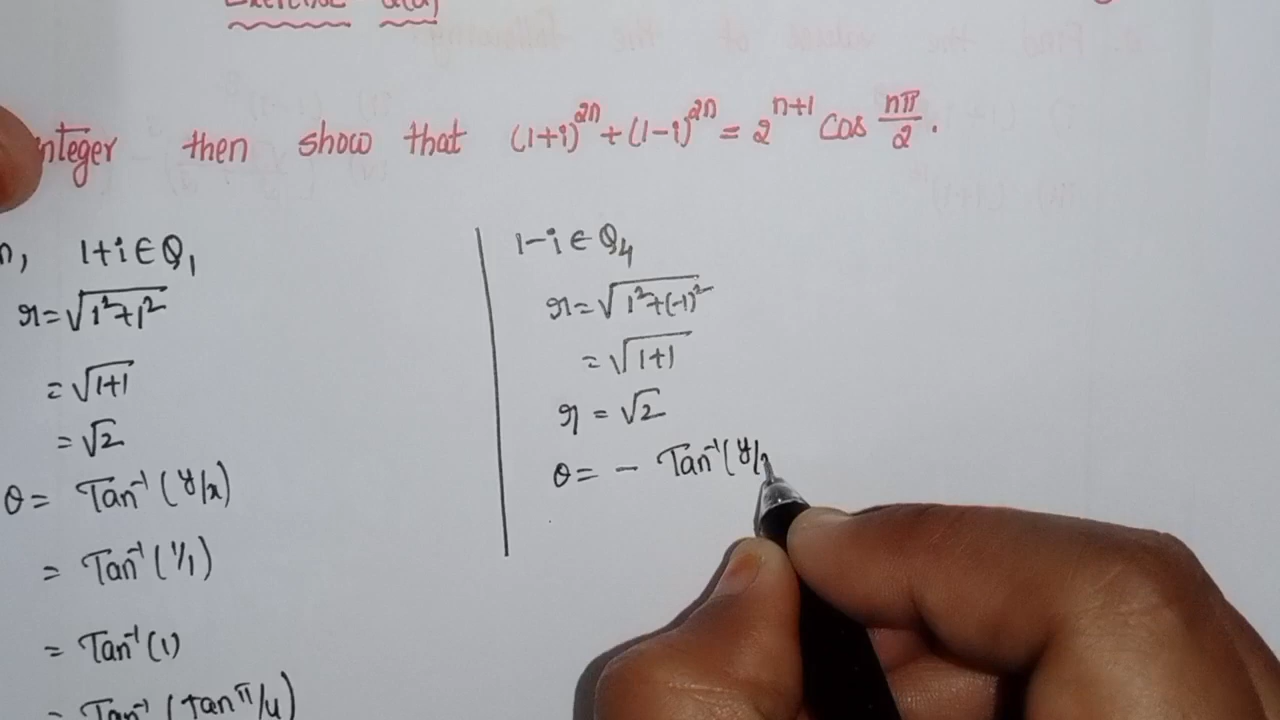 then show that (1+i)^2n + (1-i)^2n = 2^n+1 Cos nπ/2 .
1+i ∈ Q₁
r = √1²+1²
= √1+1
= √2
θ = Tan⁻¹ (y/x)
= Tan⁻¹ (1/1)
= Tan⁻¹ (1)
= Tan⁻¹ (tan π/4)
1-i ∈ Q₄
r = √1²+(-1)²
= √1+1
r = √2
θ = - Tan⁻¹ (y/